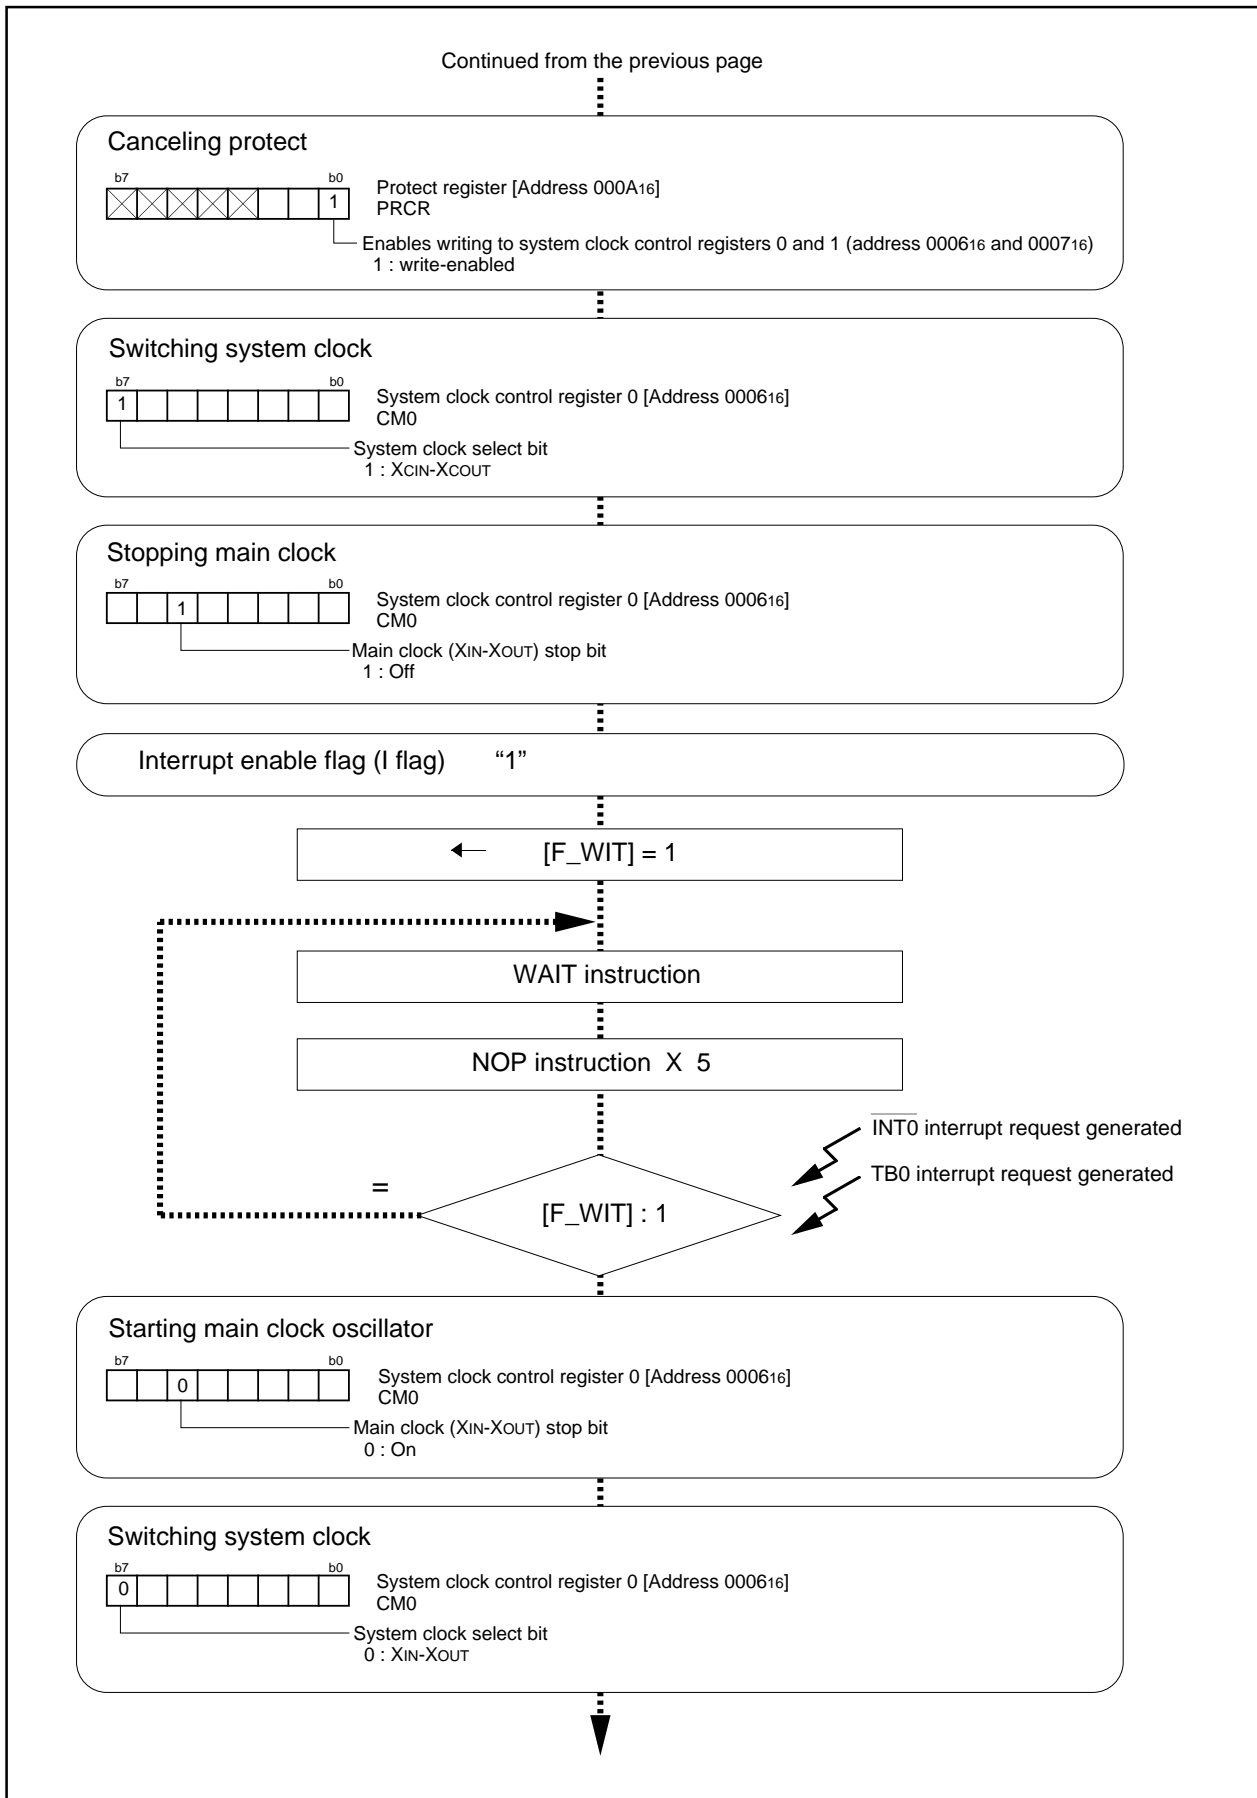 Continued from the previous page
Canceling protect
b7 b0
1
Protect register [Address 000A16]
PRCR
Enables writing to system clock control registers 0 and 1 (address 000616 and 000716)
1 : write-enabled
Switching system clock
b7 b0
1
System clock control register 0 [Address 000616]
CM0
System clock select bit
1 : XCIN-XCOUT
Stopping main clock
b7 b0
1
System clock control register 0 [Address 000616]
CM0
Main clock (XIN-XOUT) stop bit
1 : Off
Interrupt enable flag (I flag) “1”
← [F_WIT] = 1
WAIT instruction
NOP instruction X 5
INT0 interrupt request generated
TB0 interrupt request generated
=
[F_WIT] : 1
Starting main clock oscillator
b7 b0
0
System clock control register 0 [Address 000616]
CM0
Main clock (XIN-XOUT) stop bit
0 : On
Switching system clock
b7 b0
0
System clock control register 0 [Address 000616]
CM0
System clock select bit
0 : XIN-XOUT